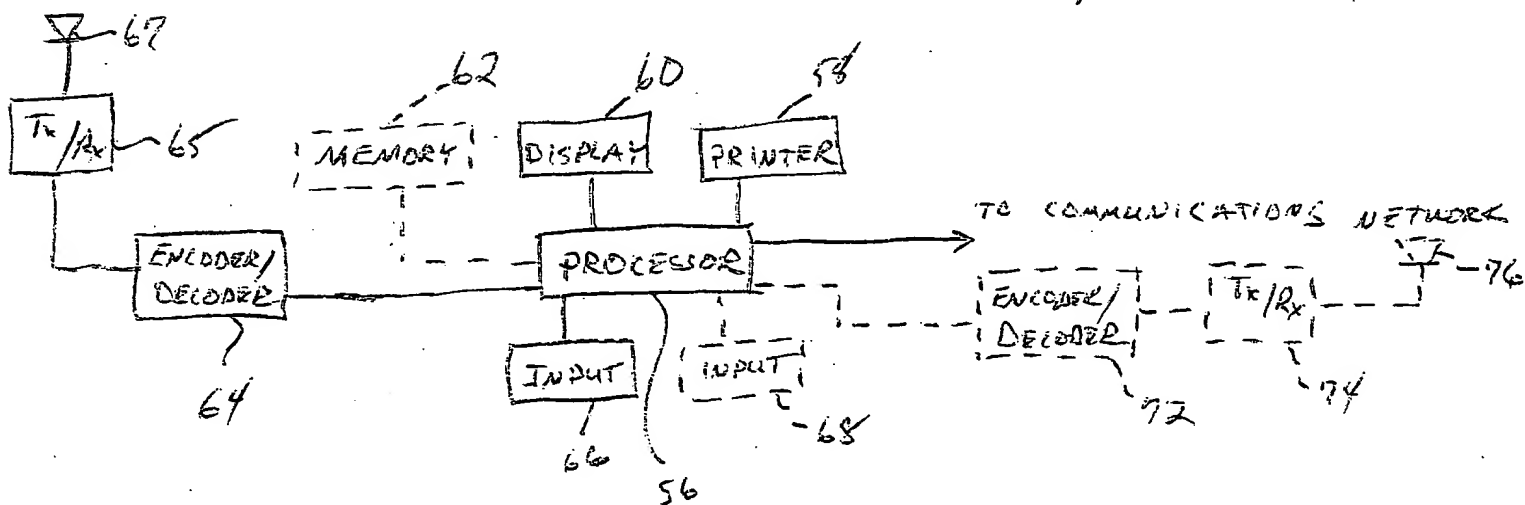 67
Tx
/Rx
65
62
MEMORY
60
DISPLAY
58
PRINTER
TO COMMUNICATIONS NETWORK
76
ENCODER/
DECODER
64
PROCESSOR
INPUT
66
INPUT
68
56
ENCODER/
DECODER
72
Tx/Rx
74